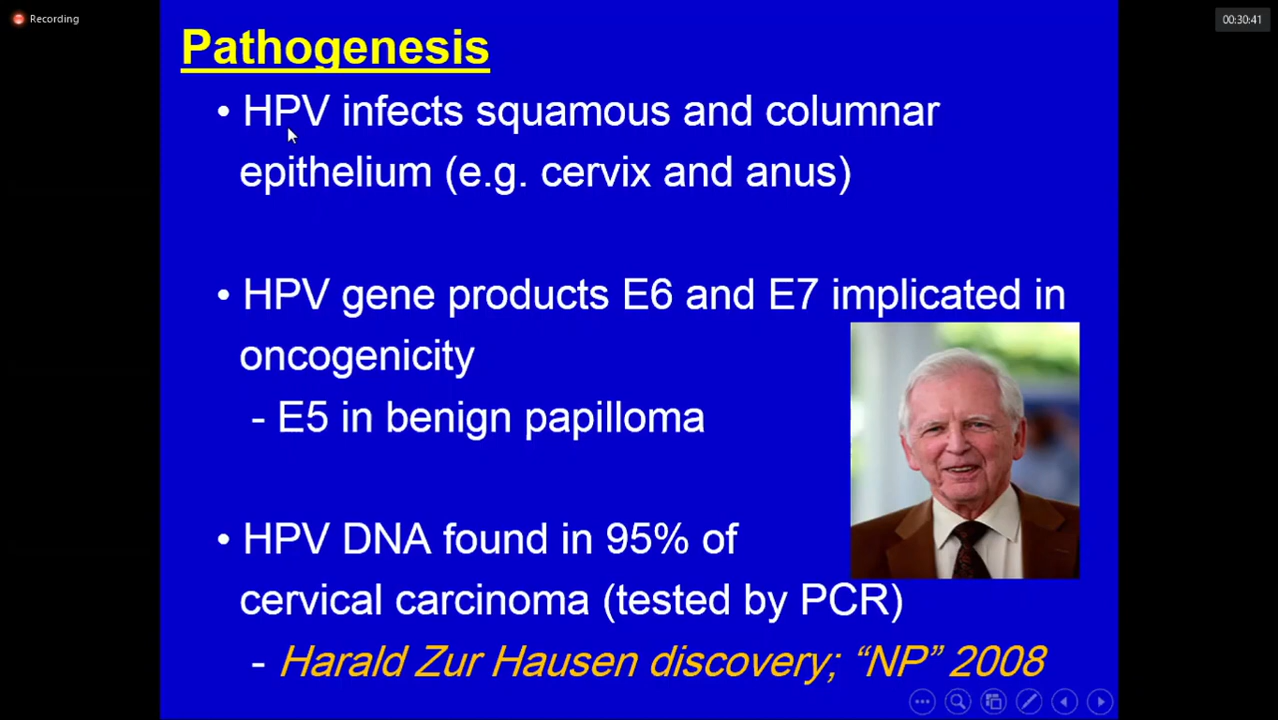 Recording
00:30:41
Pathogenesis
• HPV infects squamous and columnar
epithelium (e.g. cervix and anus)
• HPV gene products E6 and E7 implicated in
oncogenicity
- E5 in benign papilloma
• HPV DNA found in 95% of
cervical carcinoma (tested by PCR)
- Harald Zur Hausen discovery; “NP” 2008